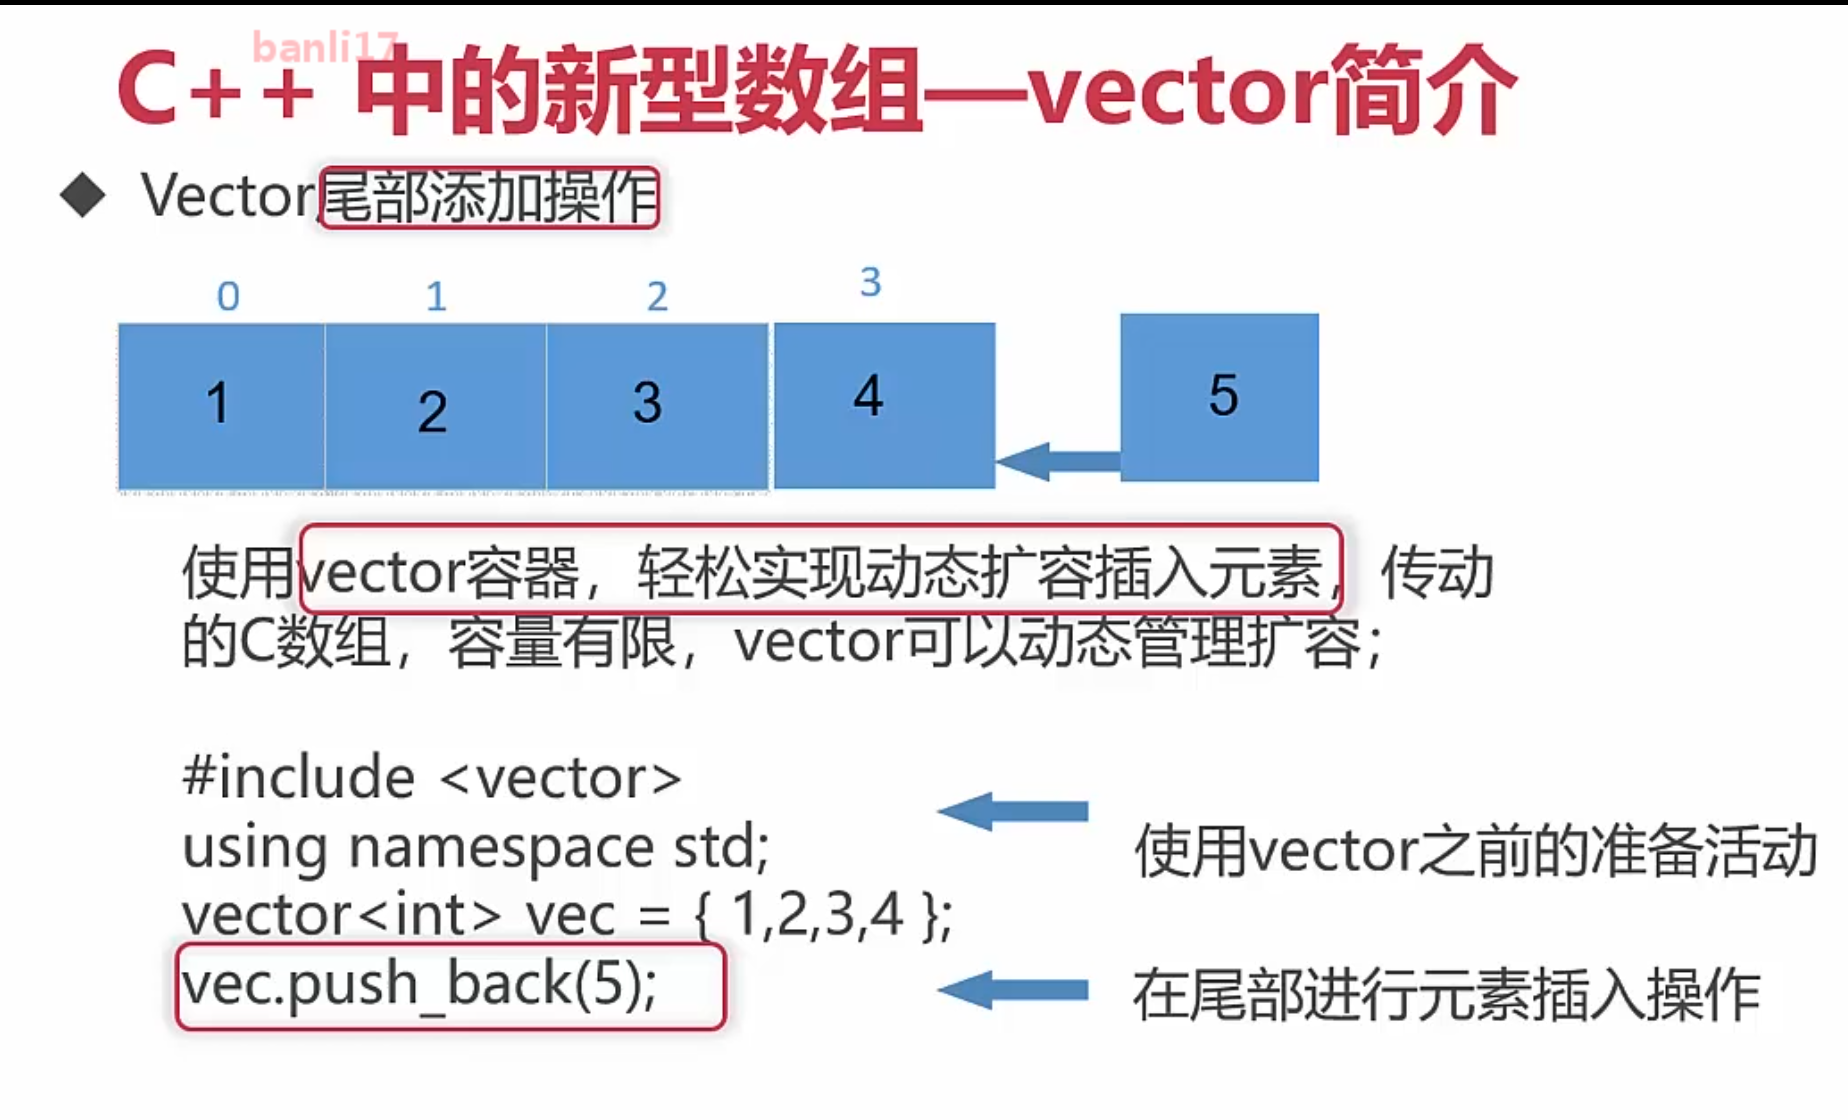 banli17
C++ 中的新型数组—vector简介
◆ Vector尾部添加操作
0 1 2 3
1 2 3 4 5
使用vector容器，轻松实现动态扩容插入元素，传动
的C数组，容量有限，vector可以动态管理扩容；
#include <vector>
using namespace std;
使用vector之前的准备活动
vector<int> vec = { 1,2,3,4 };
vec.push_back(5);
在尾部进行元素插入操作